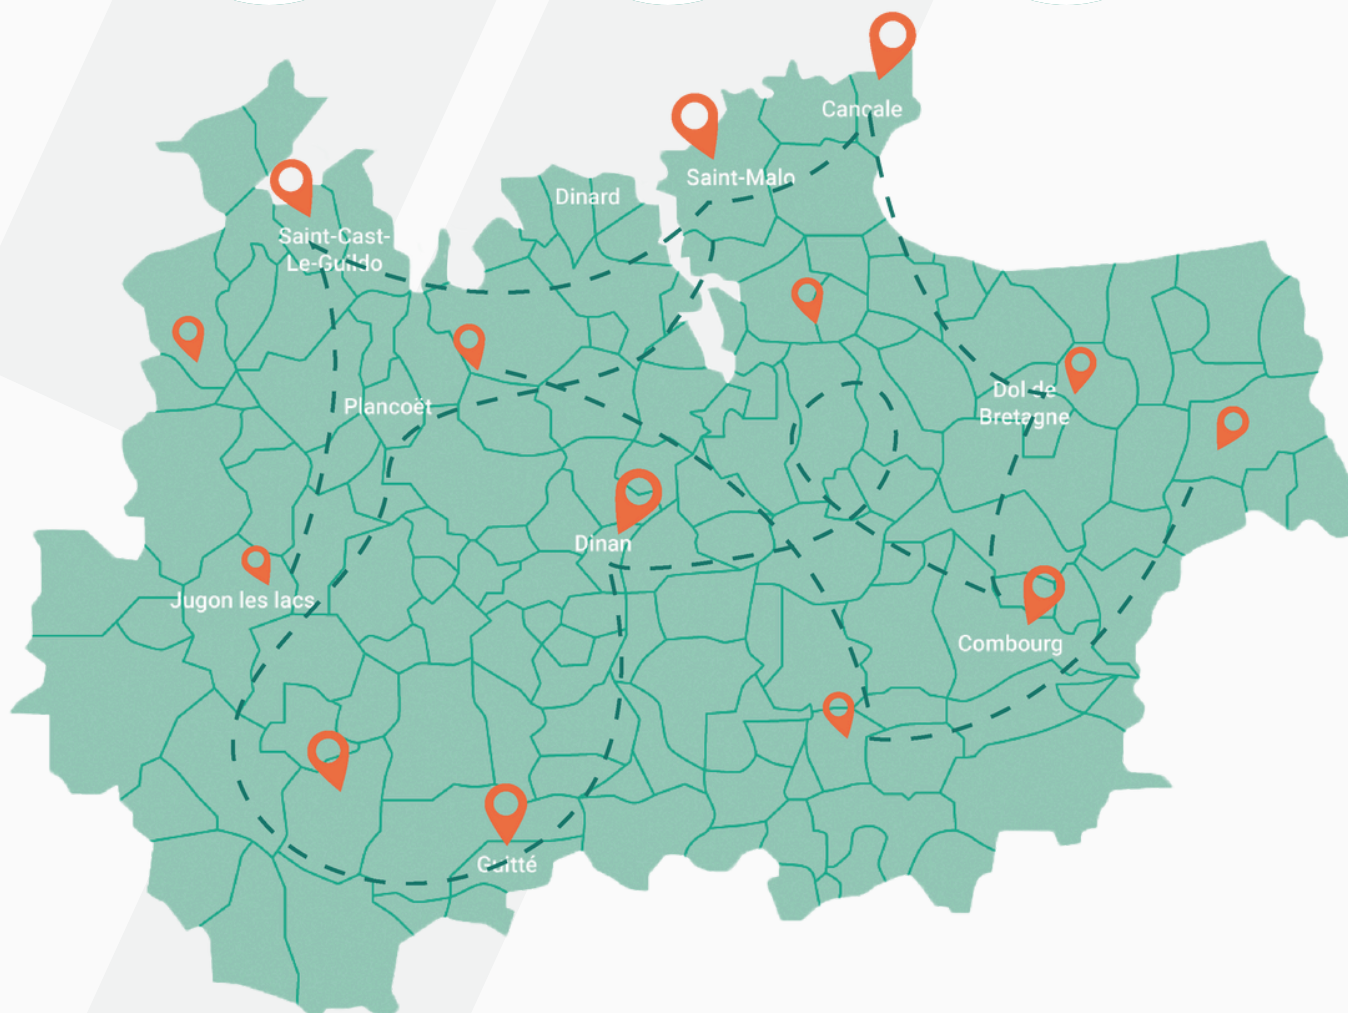 Cancale
Saint-Malo
Dinard
Saint-Cast-
Le-Guildo
Dol de
Bretagne
Plancoët
Dinan
Jugon les lacs
Combourg
Guitté